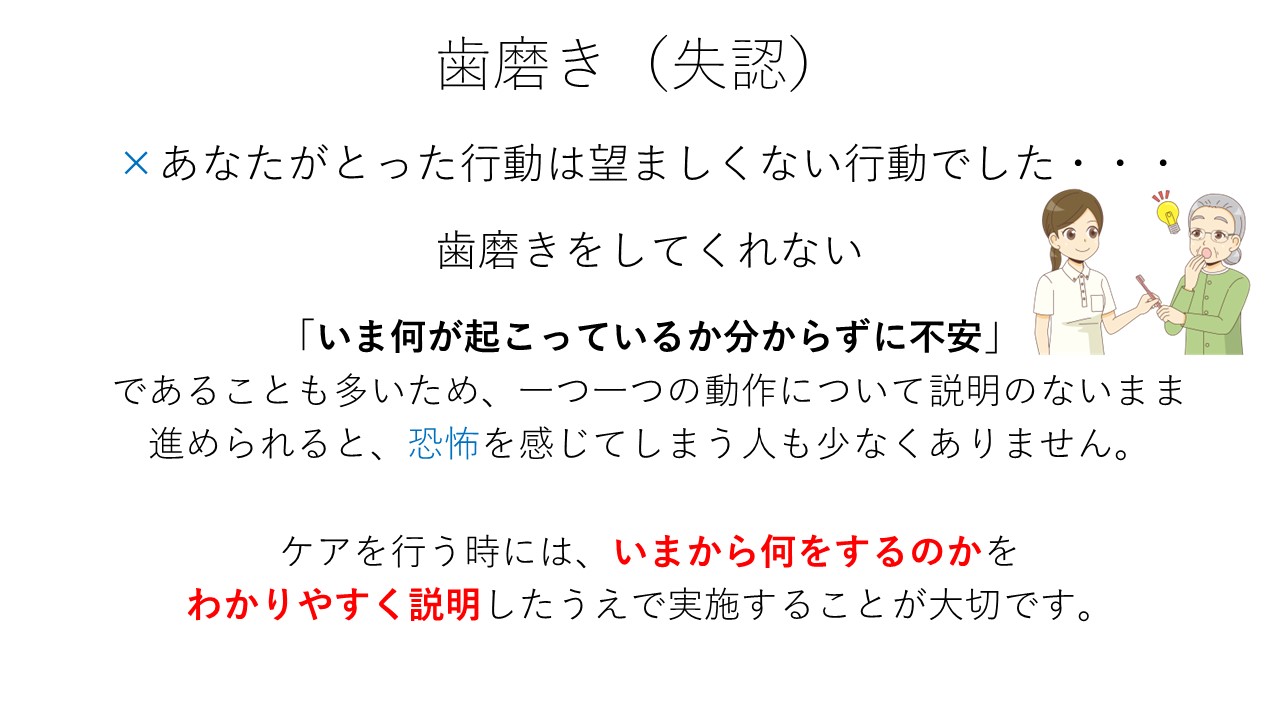 歯磨き（失認）
×あなたがとった行動は望ましくない行動でした・・・
歯磨きをしてくれない
「いま何が起こっているか分からずに不安」
であることも多いため、一つ一つの動作について説明のないまま
進められると、恐怖を感じてしまう人も少なくありません。
ケアを行う時には、いまから何をするのかを
わかりやすく説明したうえで実施することが大切です。